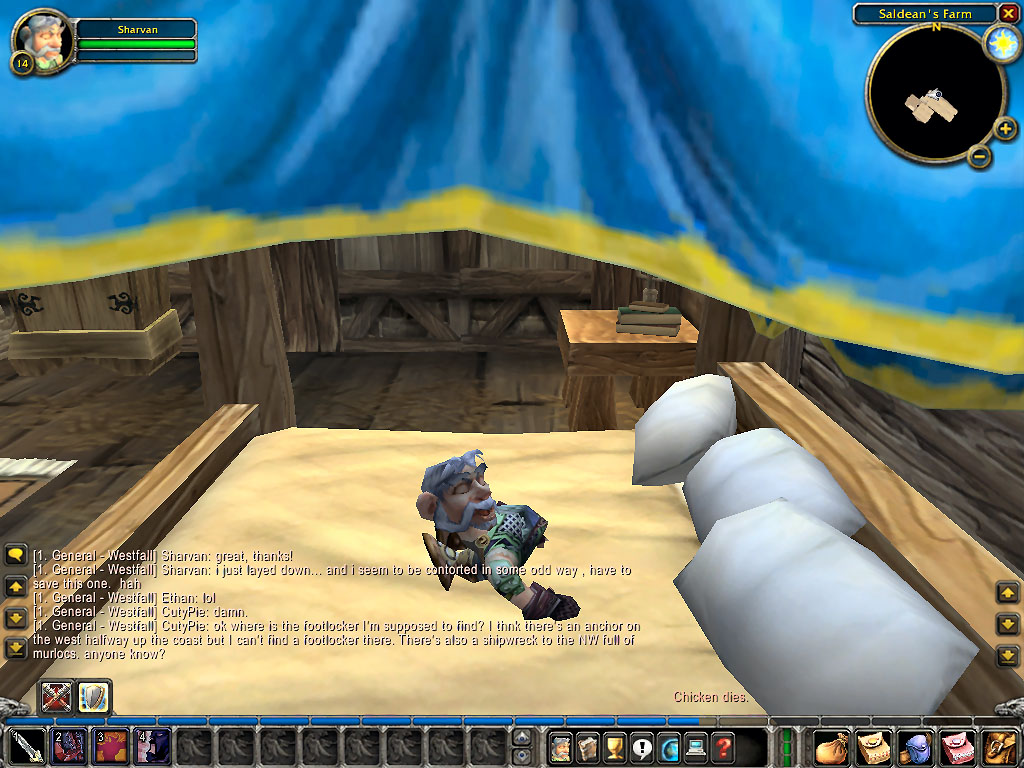 Sharvan
14
Saldean's Farm
N
[1. General - Westfall] Sharvan: great, thanks!
[1. General - Westfall] Sharvan: i just layed down... and i seem to be contorted in some odd way , have to
save this one.  hah
[1. General - Westfall] Ethan: lol
[1. General - Westfall] CutyPie: damn.
[1. General - Westfall] CutyPie: ok where is the footlocker I'm supposed to find? I thnk there's an anchor on
the west halfway up the coast but I can't find a footlocker there. There's also a shipwreck to the NW full of
murlocs. anyone know?
Chicken dies.
1 2 3 4